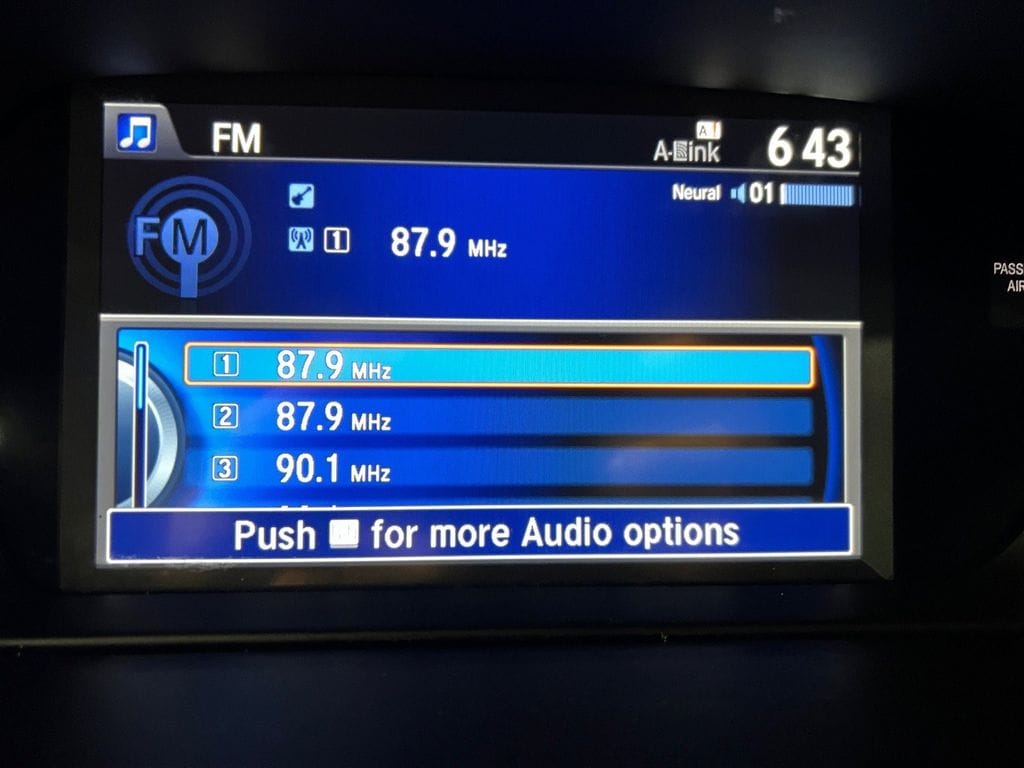 FM
A-Link
6 43
Neural 01
FM
1 87.9 MHz
1 87.9 MHz
2 87.9 MHz
3 90.1 MHz
Push for more Audio options
PASS
AIR